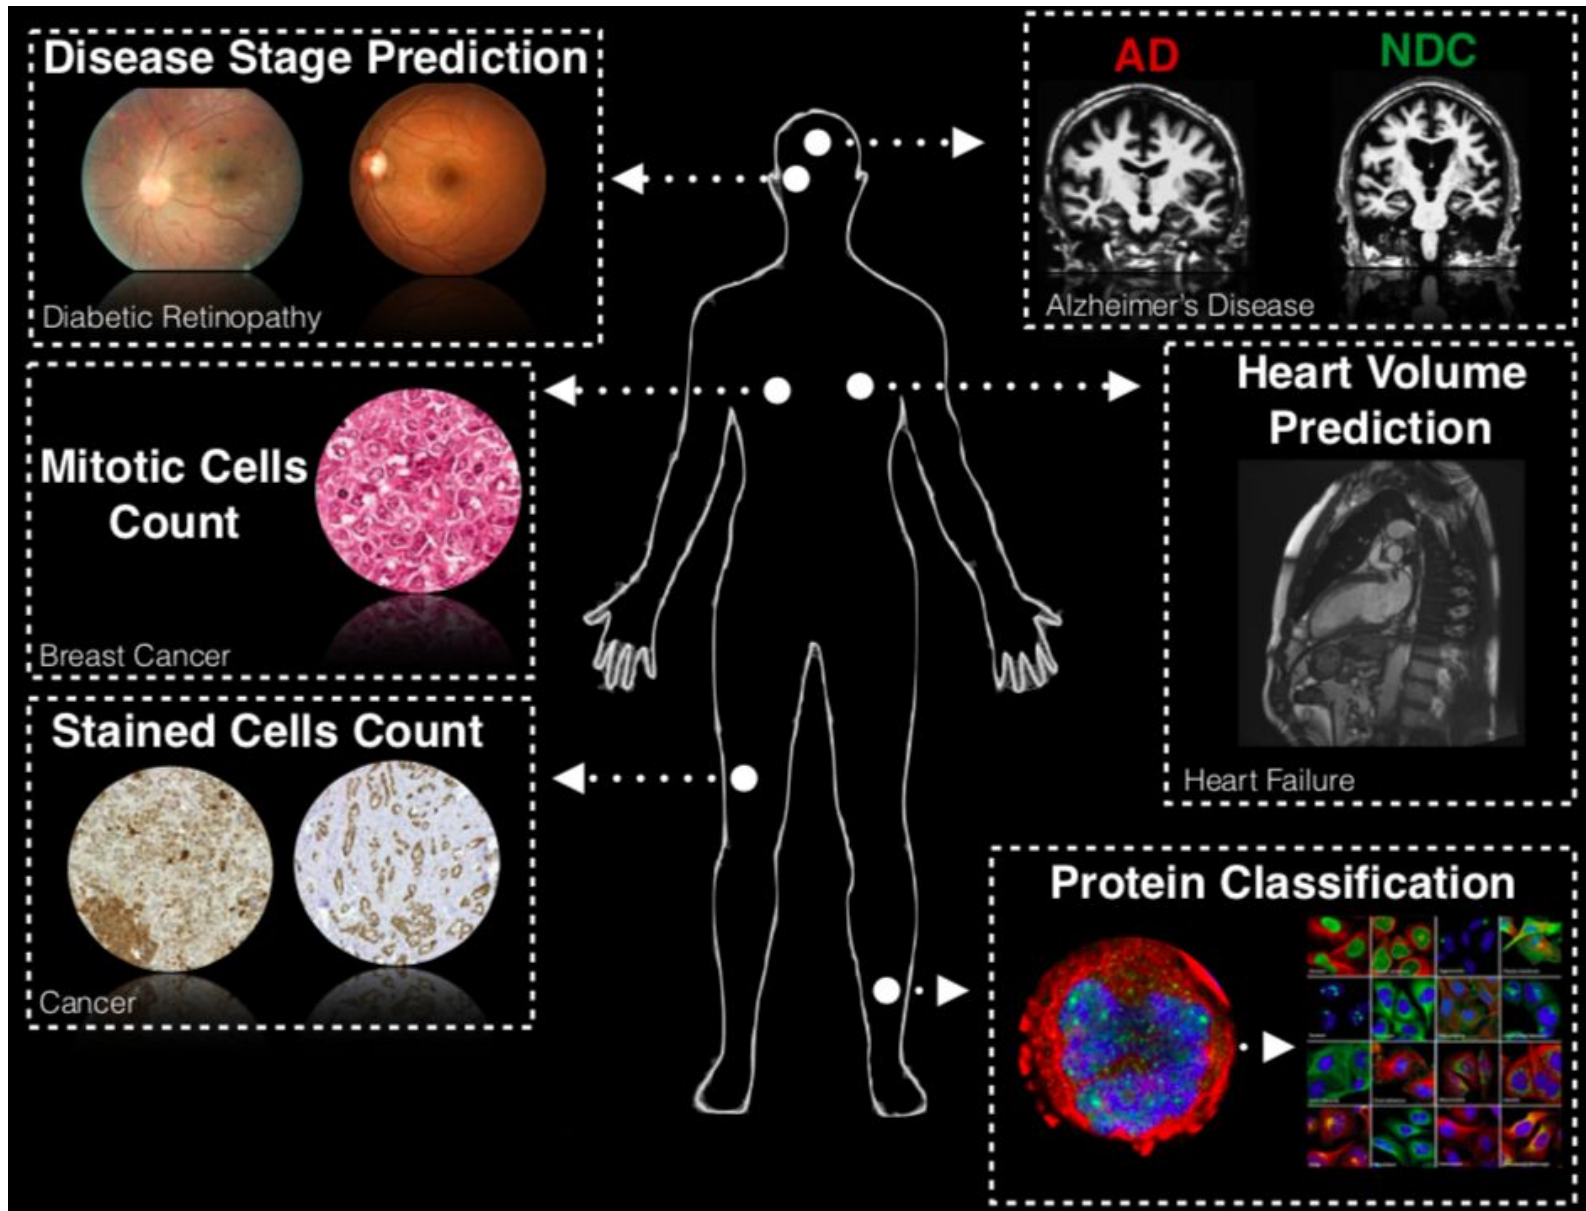 Disease Stage Prediction
Diabetic Retinopathy
AD
NDC
Alzheimer's Disease
Mitotic Cells
Count
Breast Cancer
Heart Volume
Prediction
Heart Failure
Stained Cells Count
Cancer
Protein Classification